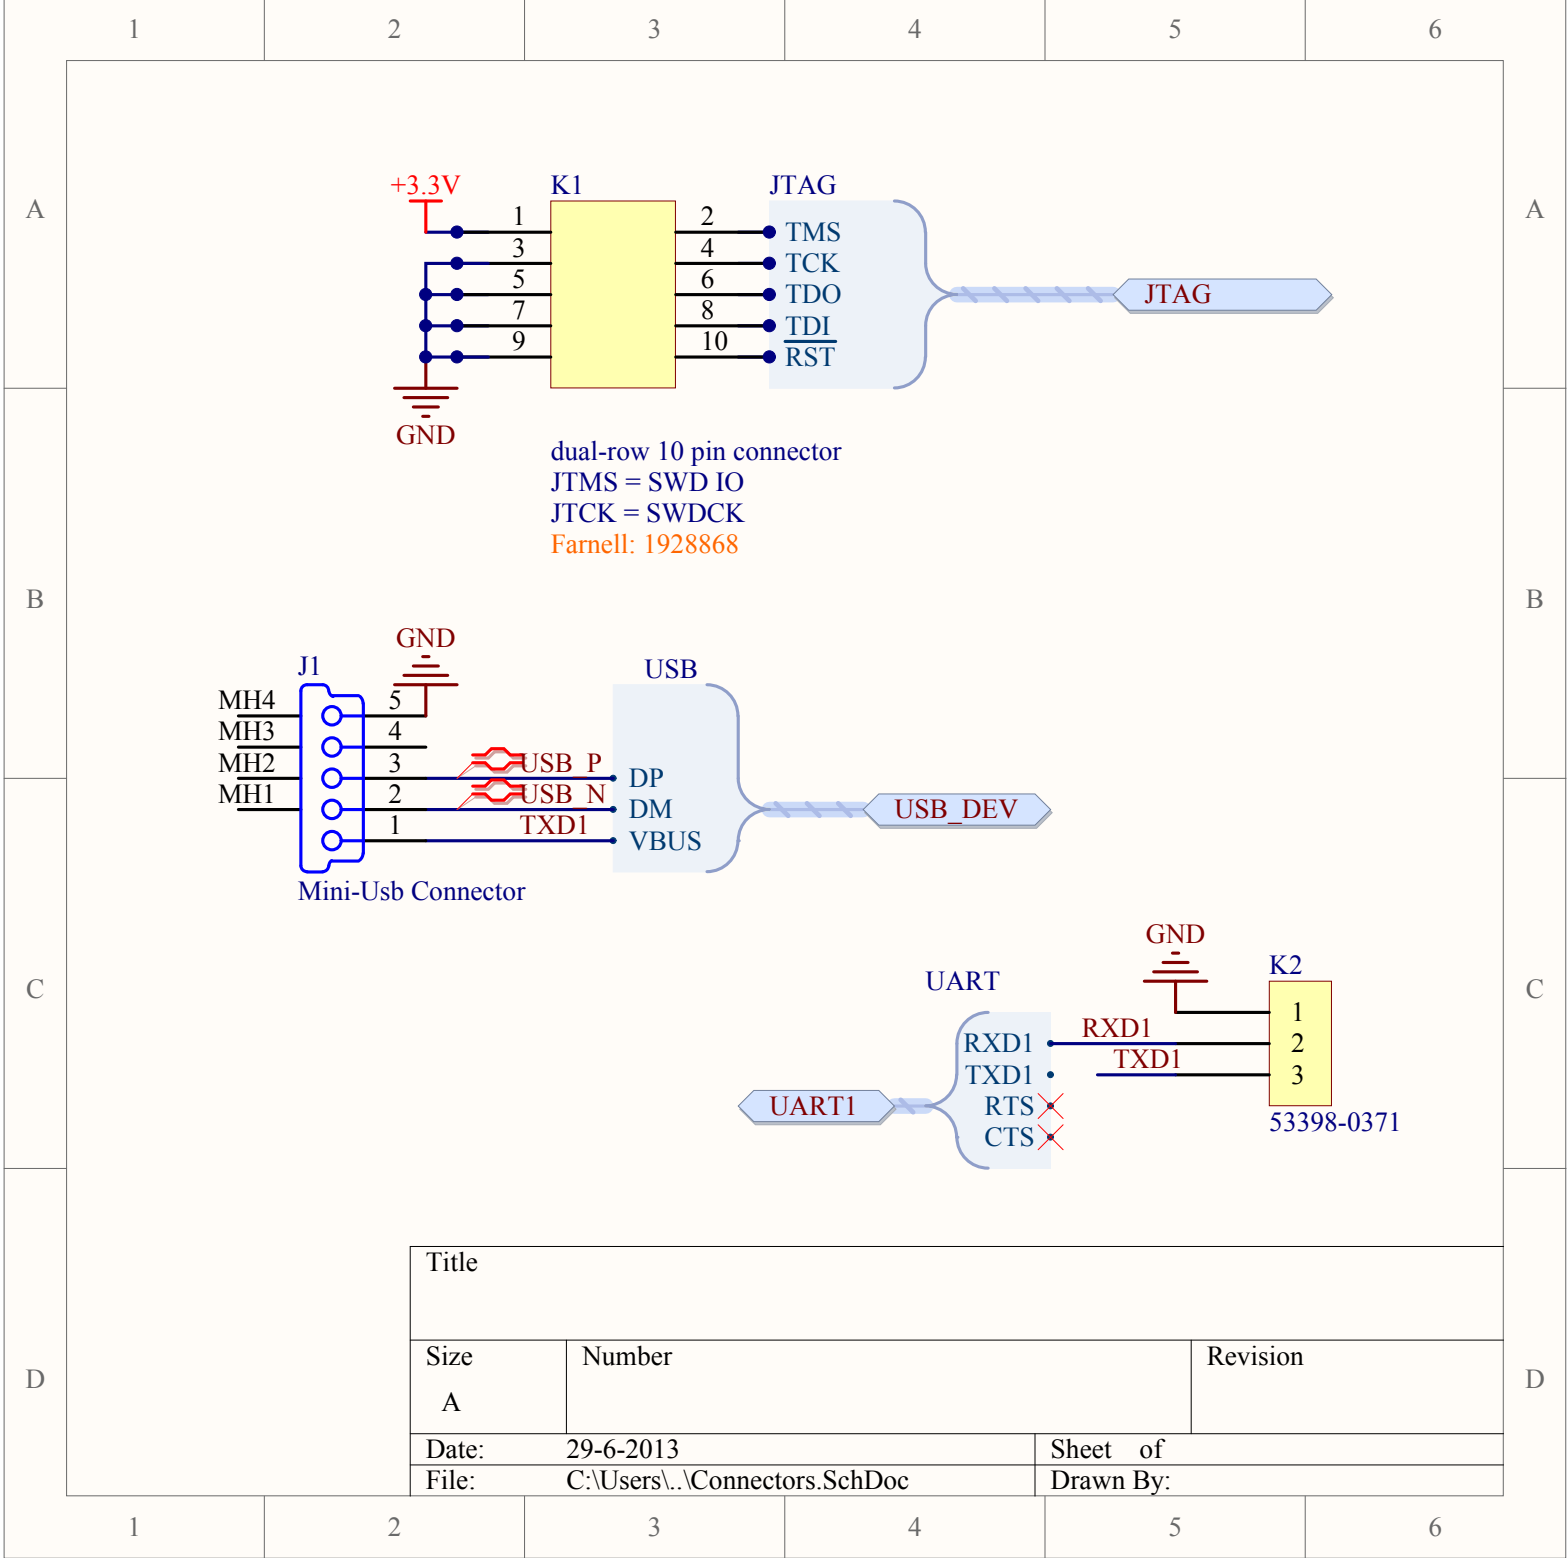 1 2 3 4 5 6
A A
+3.3V K1 JTAG
1 2 TMS
3 4 TCK
5 6 TDO
JTAG
7 8 TDI
9 10 RST
GND
dual-row 10 pin connector
JTMS = SWD IO
JTCK = SWDCK
Farnell: 1928868
B B
GND
J1 USB
MH4 5
MH3 4
MH2 3 USB_P DP
MH1 2 USB_N DM
USB_DEV
1 TXD1 VBUS
Mini-Usb Connector
GND
K2
UART
C C
1
RXD1 RXD1 2
TXD1 TXD1 3
UART1 RTS
CTS
53398-0371
Title
Size Number Revision
A
D D
Date: 29-6-2013 Sheet of
File: C:\Users\..\Connectors.SchDoc Drawn By:
1 2 3 4 5 6